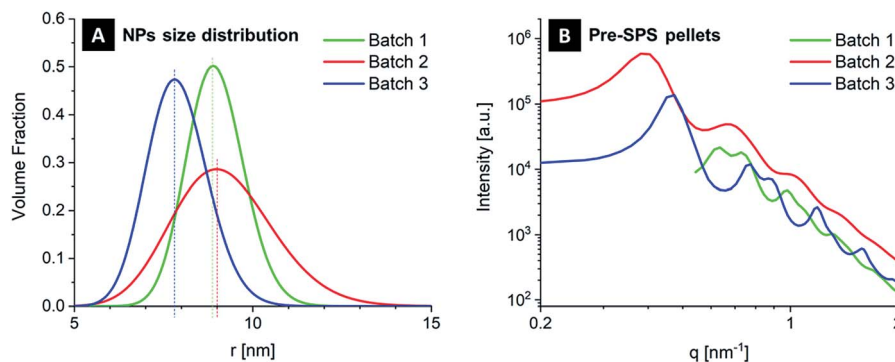 A NPs size distribution
Batch 1
Batch 2
Batch 3
0.6
0.5
0.4
0.3
0.2
0.1
0.0
Volume Fraction
5
10
15
r [nm]
B Pre-SPS pellets
Batch 1
Batch 2
Batch 3
10⁶
10⁵
10⁴
10³
10²
Intensity [a.u.]
0.2
1
2
q [nm⁻¹]